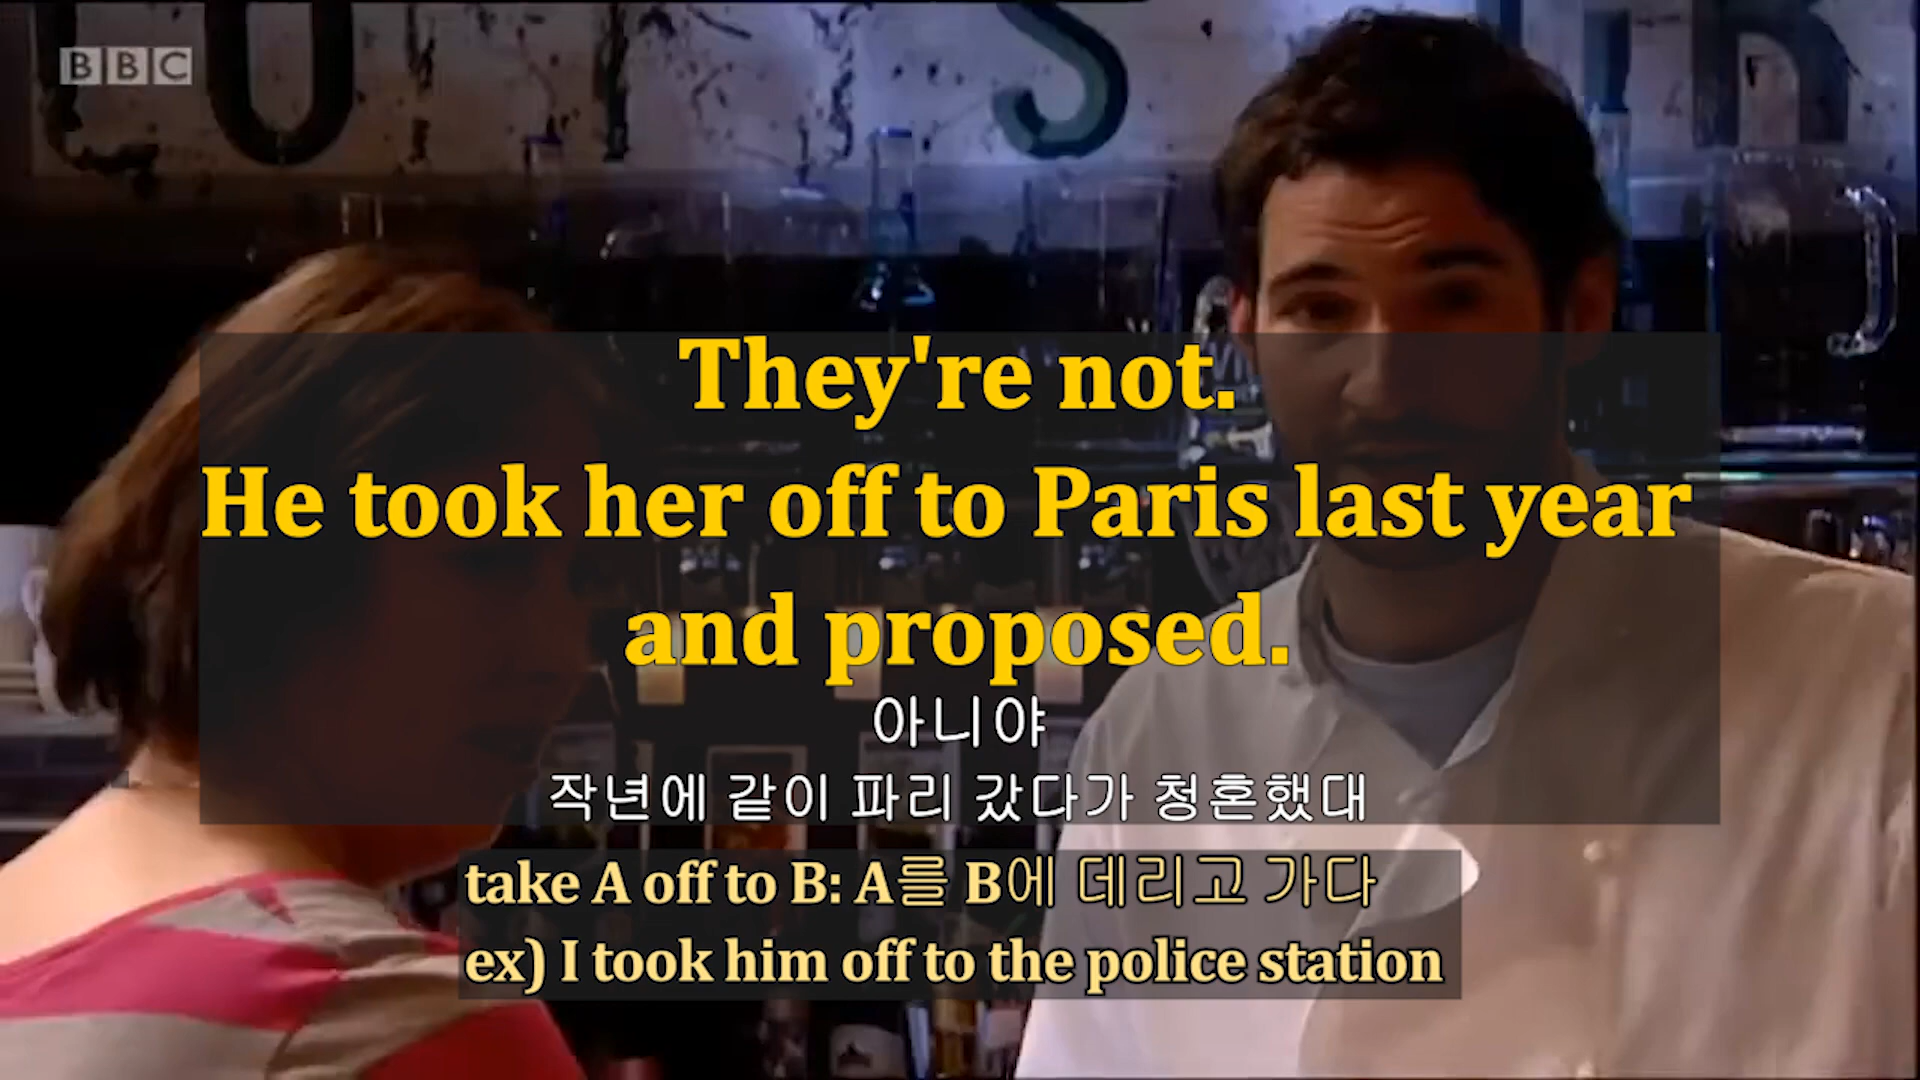 BBC
They're not.
He took her off to Paris last year
and proposed.
아니야
작년에 같이 파리 갔다가 청혼했대
take A off to B: A를 B에 데리고 가다
ex) I took him off to the police station